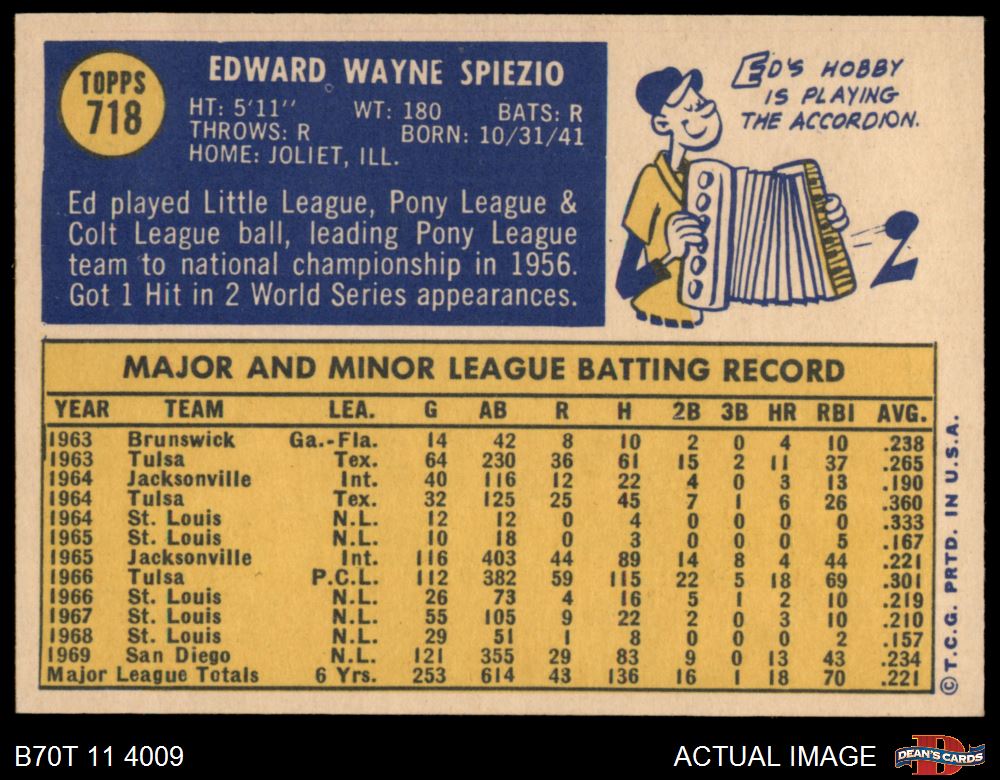 TOPPS
718
EDWARD WAYNE SPIEZIO
HT: 5'11" WT: 180 BATS: R
THROWS: R BORN: 10/31/41
HOME: JOLIET, ILL.
Ed played Little League, Pony League &
Colt League ball, leading Pony League
team to national championship in 1956.
Got 1 Hit in 2 World Series appearances.
ED'S HOBBY
IS PLAYING
THE ACCORDION.
MAJOR AND MINOR LEAGUE BATTING RECORD
YEAR TEAM LEA. G AB R H 2B 3B HR RBI AVG.
1963 Brunswick Ga.-Fla. 14 42 8 10 2 0 4 10 .238
1963 Tulsa Tex. 64 230 36 61 15 2 11 37 .265
1964 Jacksonville Int. 40 116 12 22 4 0 3 13 .190
1964 Tulsa Tex. 32 125 25 45 7 1 6 26 .360
1964 St. Louis N.L. 12 12 0 4 0 0 0 0 .333
1965 St. Louis N.L. 10 18 0 3 0 0 0 5 .167
1965 Jacksonville Int. 116 403 44 89 14 8 4 44 .221
1966 Tulsa P.C.L. 112 382 59 115 22 5 18 69 .301
1966 St. Louis N.L. 26 73 4 16 5 1 2 10 .219
1967 St. Louis N.L. 55 105 9 22 2 0 3 10 .210
1968 St. Louis N.L. 29 51 1 8 0 0 0 2 .157
1969 San Diego N.L. 121 355 29 83 9 0 13 43 .234
Major League Totals 6 Yrs. 253 614 43 136 16 1 18 70 .221
© T.C.G. PRTD. IN U.S.A.
B70T 11 4009
ACTUAL IMAGE
DEAN'S CARDS